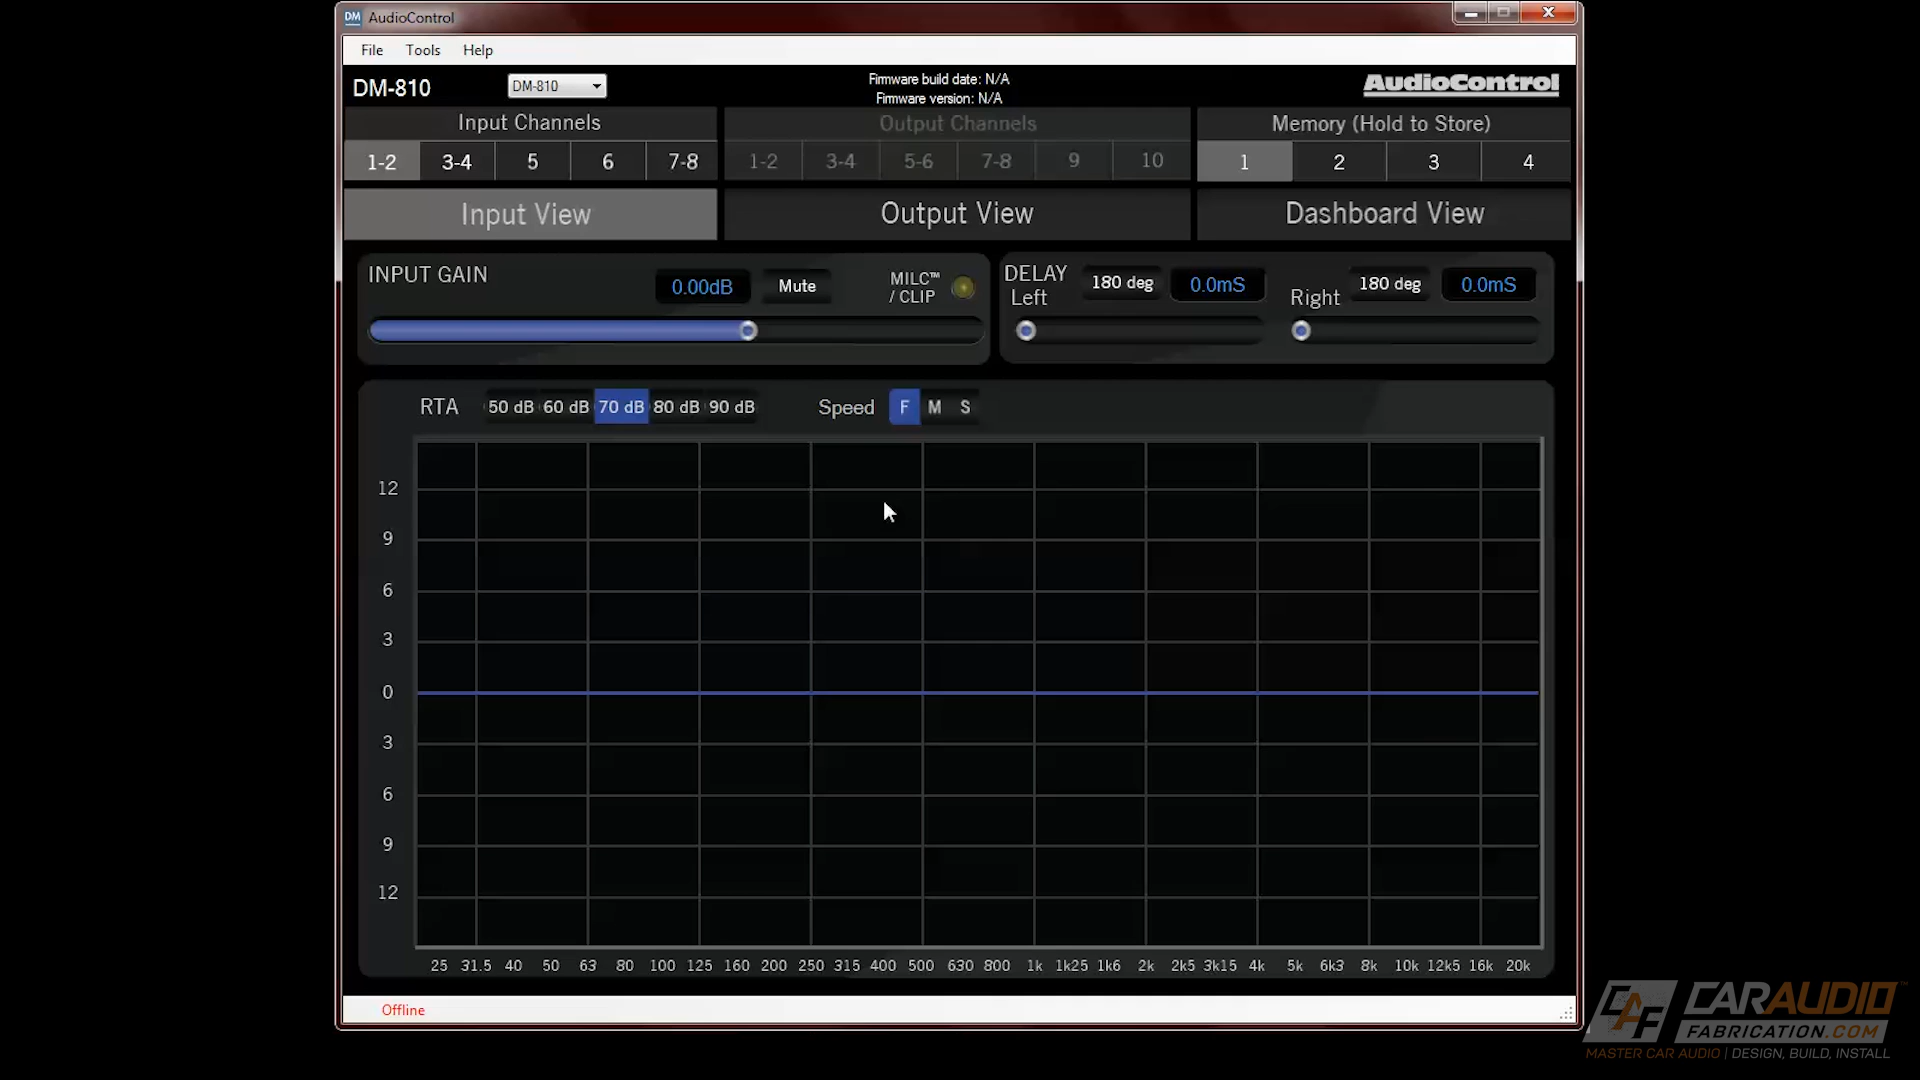 DM AudioControl
File Tools Help
DM-810 DM-810
Firmware build date: N/A
Firmware version: N/A
AudioControl
Input Channels
1-2 3-4 5 6 7-8
Output Channels
1-2 3-4 5-6 7-8 9 10
Memory (Hold to Store)
1 2 3 4
Input View Output View Dashboard View
INPUT GAIN
0.00dB Mute
MILC™
/ CLIP
DELAY
Left
180 deg 0.0mS
Right
180 deg 0.0mS
RTA 50 dB 60 dB 70 dB 80 dB 90 dB Speed F M S
12
9
6
3
0
3
6
9
12
25 31.5 40 50 63 80 100 125 160 200 250 315 400 500 630 800 1k 1k25 1k6 2k 2k5 3k15 4k 5k 6k3 8k 10k 12k5 16k 20k
Offline
CAF
CARAUDIO™
FABRICATION.COM
MASTER CAR AUDIO | DESIGN, BUILD, INSTALL